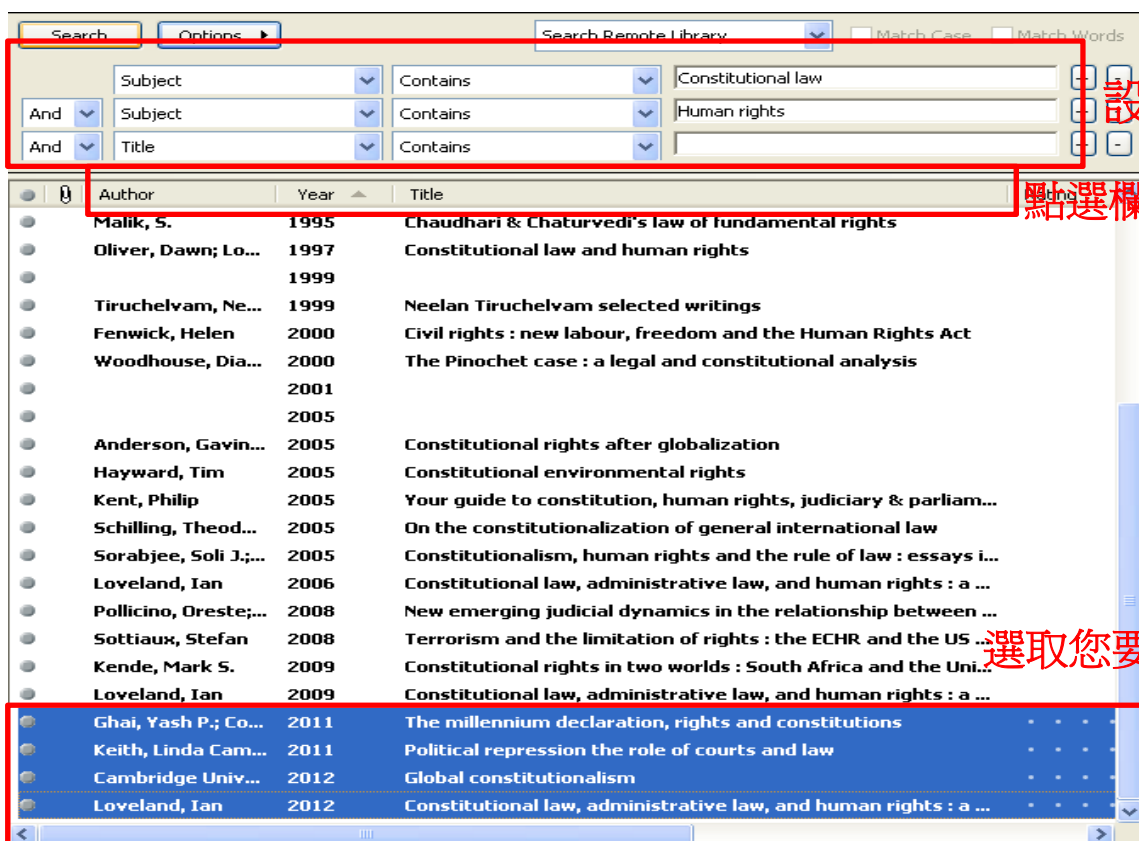 Search Options Search Remote Library Match Case Match Words
Subject Contains Constitutional law + -
設
And Subject Contains Human rights + -
And Title Contains + -
Author Year Title Rating
點選欄
Malik, S. 1995 Chaudhari & Chaturvedi's law of fundamental rights
Oliver, Dawn; Lo... 1997 Constitutional law and human rights
1999
Tiruchelvam, Ne... 1999 Neelan Tiruchelvam selected writings
Fenwick, Helen 2000 Civil rights : new labour, freedom and the Human Rights Act
Woodhouse, Dia... 2000 The Pinochet case : a legal and constitutional analysis
2001
2005
Anderson, Gavin... 2005 Constitutional rights after globalization
Hayward, Tim 2005 Constitutional environmental rights
Kent, Philip 2005 Your guide to constitution, human rights, judiciary & parliam...
Schilling, Theod... 2005 On the constitutionalization of general international law
Sorabjee, Soli J.;... 2005 Constitutionalism, human rights and the rule of law : essays i...
Loveland, Ian 2006 Constitutional law, administrative law, and human rights : a ...
Pollicino, Oreste;... 2008 New emerging judicial dynamics in the relationship between ...
Sottiaux, Stefan 2008 Terrorism and the limitation of rights : the ECHR and the US ...
選取您要
Kende, Mark S. 2009 Constitutional rights in two worlds : South Africa and the Uni...
Loveland, Ian 2009 Constitutional law, administrative law, and human rights : a ...
Ghai, Yash P.; Co... 2011 The millennium declaration, rights and constitutions
Keith, Linda Cam... 2011 Political repression the role of courts and law
Cambridge Univ... 2012 Global constitutionalism
Loveland, Ian 2012 Constitutional law, administrative law, and human rights : a ...